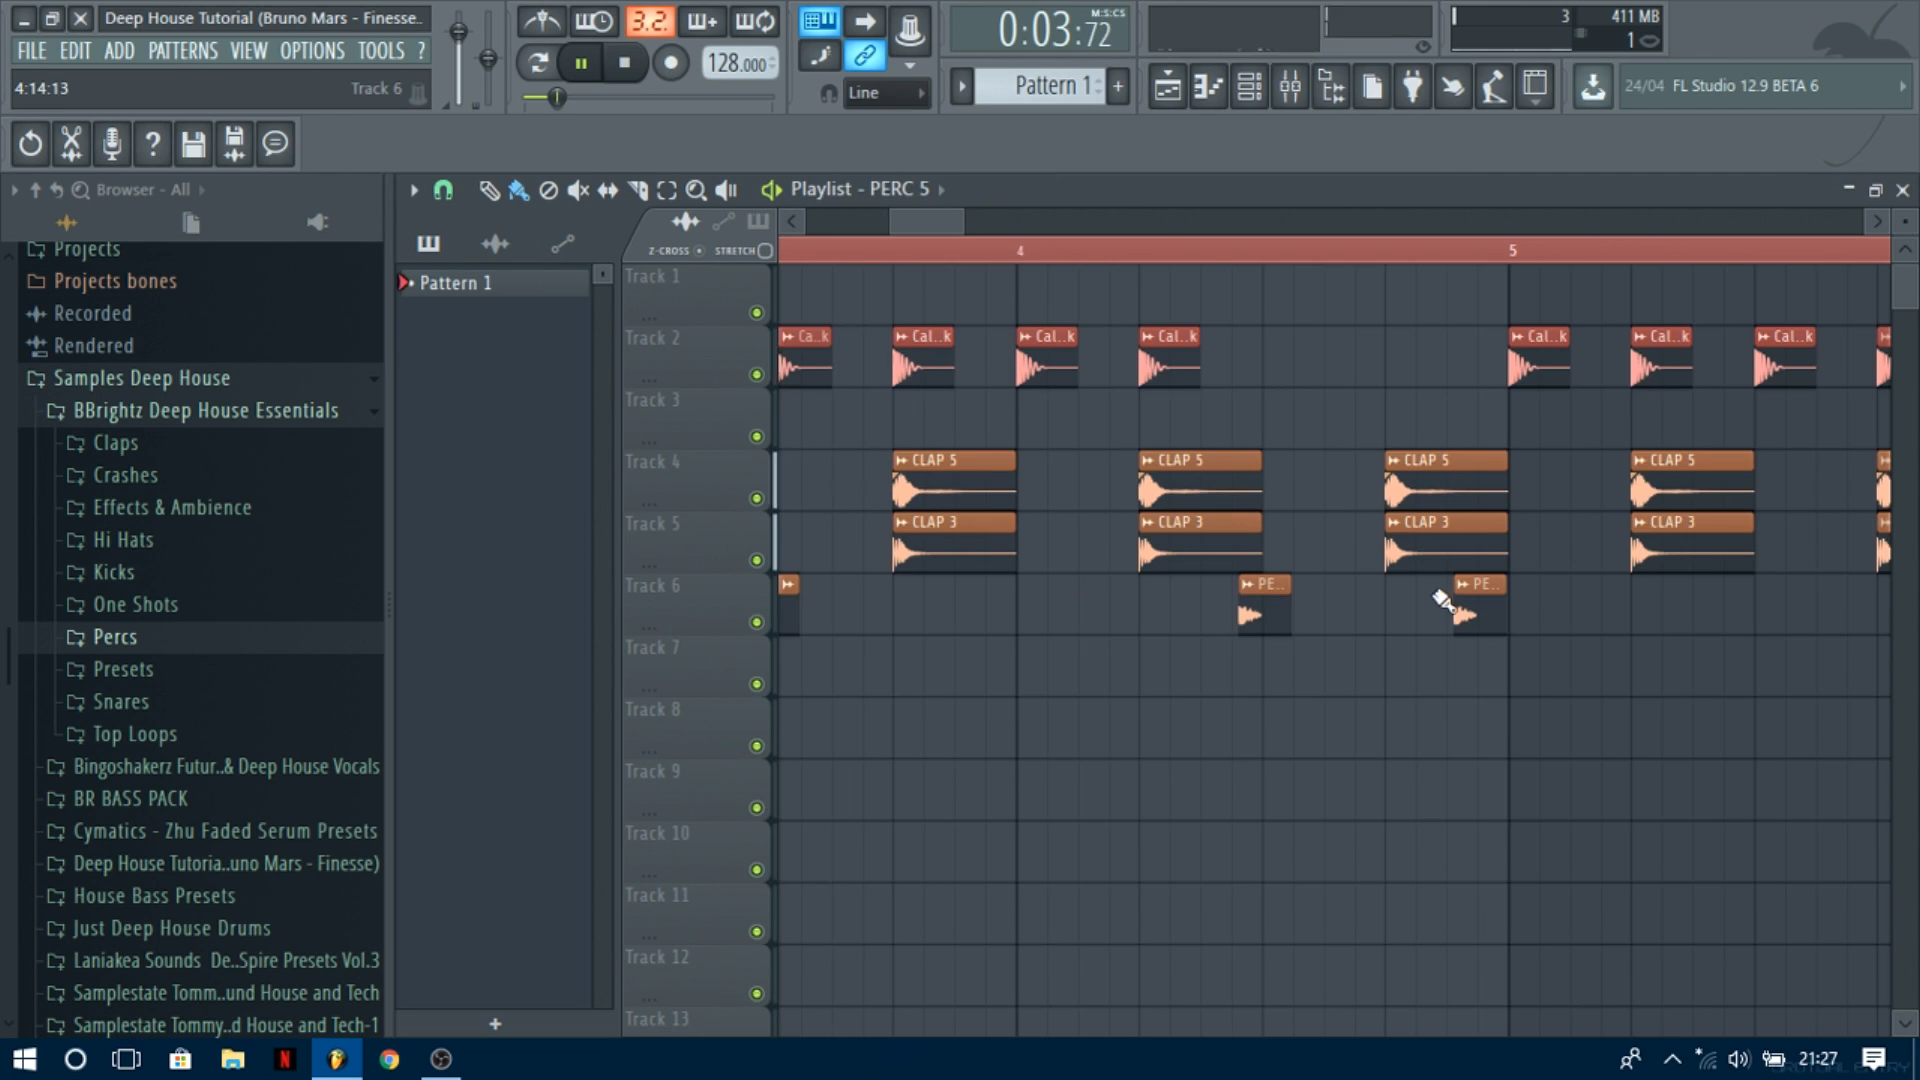 Deep House Tutorial (Bruno Mars - Finesse..
FILE EDIT ADD PATTERNS VIEW OPTIONS TOOLS ?
4:14:13 Track 6
3.2.
128.000
Line
0:03:72
M:S:CS
Pattern 1
3 411 MB
1
24/04 FL Studio 12.9 BETA 6
Browser - All
Projects
Projects bones
Recorded
Rendered
Samples Deep House
BBrightz Deep House Essentials
Claps
Crashes
Effects & Ambience
Hi Hats
Kicks
One Shots
Percs
Presets
Snares
Top Loops
Bingoshakerz Futur..& Deep House Vocals
BR BASS PACK
Cymatics - Zhu Faded Serum Presets
Deep House Tutoria..uno Mars - Finesse)
House Bass Presets
Just Deep House Drums
Laniakea Sounds De..Spire Presets Vol.3
Samplestate Tomm..und House and Tech
Samplestate Tommy..d House and Tech-1
Pattern 1
Playlist - PERC 5
Z-CROSS STRETCH
4 5
Track 1
Track 2
Ca..k Cal..k Cal..k Cal..k Cal..k Cal..k Cal..k
Track 3
Track 4
CLAP 5 CLAP 5 CLAP 5 CLAP 5
Track 5
CLAP 3 CLAP 3 CLAP 3 CLAP 3
Track 6
PE.. PE..
Track 7
Track 8
Track 9
Track 10
Track 11
Track 12
Track 13
21:27